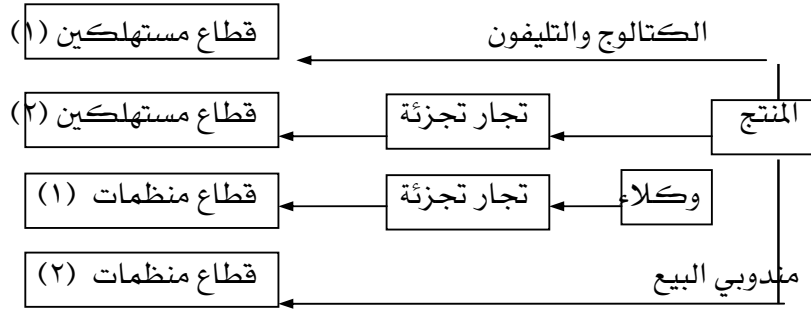 الكتالوج والتليفون قطاع مستهلكين (١)
المنتج تجار تجزئة قطاع مستهلكين (٢)
وكلاء تجار تجزئة قطاع منظمات (١)
مندوبي البيع قطاع منظمات (٢)